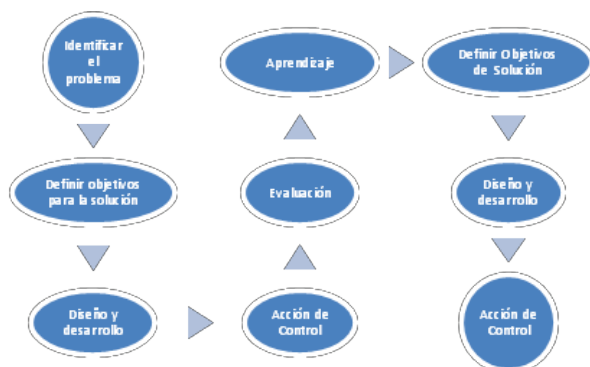 Identificar
el
problema
Definir objetivos
para la solución
Diseño y
desarrollo
Acción de
Control
Evaluación
Aprendizaje
Definir Objetivos
de Solución
Diseño y
desarrollo
Acción de
Control